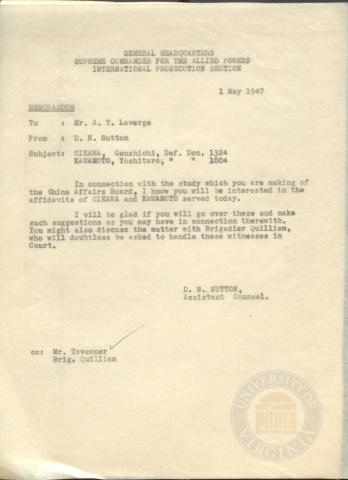 GENERAL HEADQUARTERS
SUPREME COMMANDER FOR THE ALLIED POWERS
INTERNATIONAL PROSECUTION SECTION
1 May 1947
MEMORANDUM
To : Mr. A. T. Laverge
From : D. N. Sutton
Subject: OIKAWA, Genshichi, Def. Doc. 1324
KAWAMOTO, Yoshitaro, " " 1004
In connection with the study which you are making of
the China Affairs Board, I know you will be interested in the
affidavits of OIKAWA and KAWAMOTO served today.
I will be glad if you will go over these and make
such suggestions as you may have in connection therewith.
You might also discuss the matter with Brigadier Quilliam,
who will doubtless be asked to handle these witnesses in
Court.
D. N. SUTTON,
Assistant Counsel.
cc: Mr. Tavenner
Brig. Quilliam
UNIVERSITY OF VIRGINIA